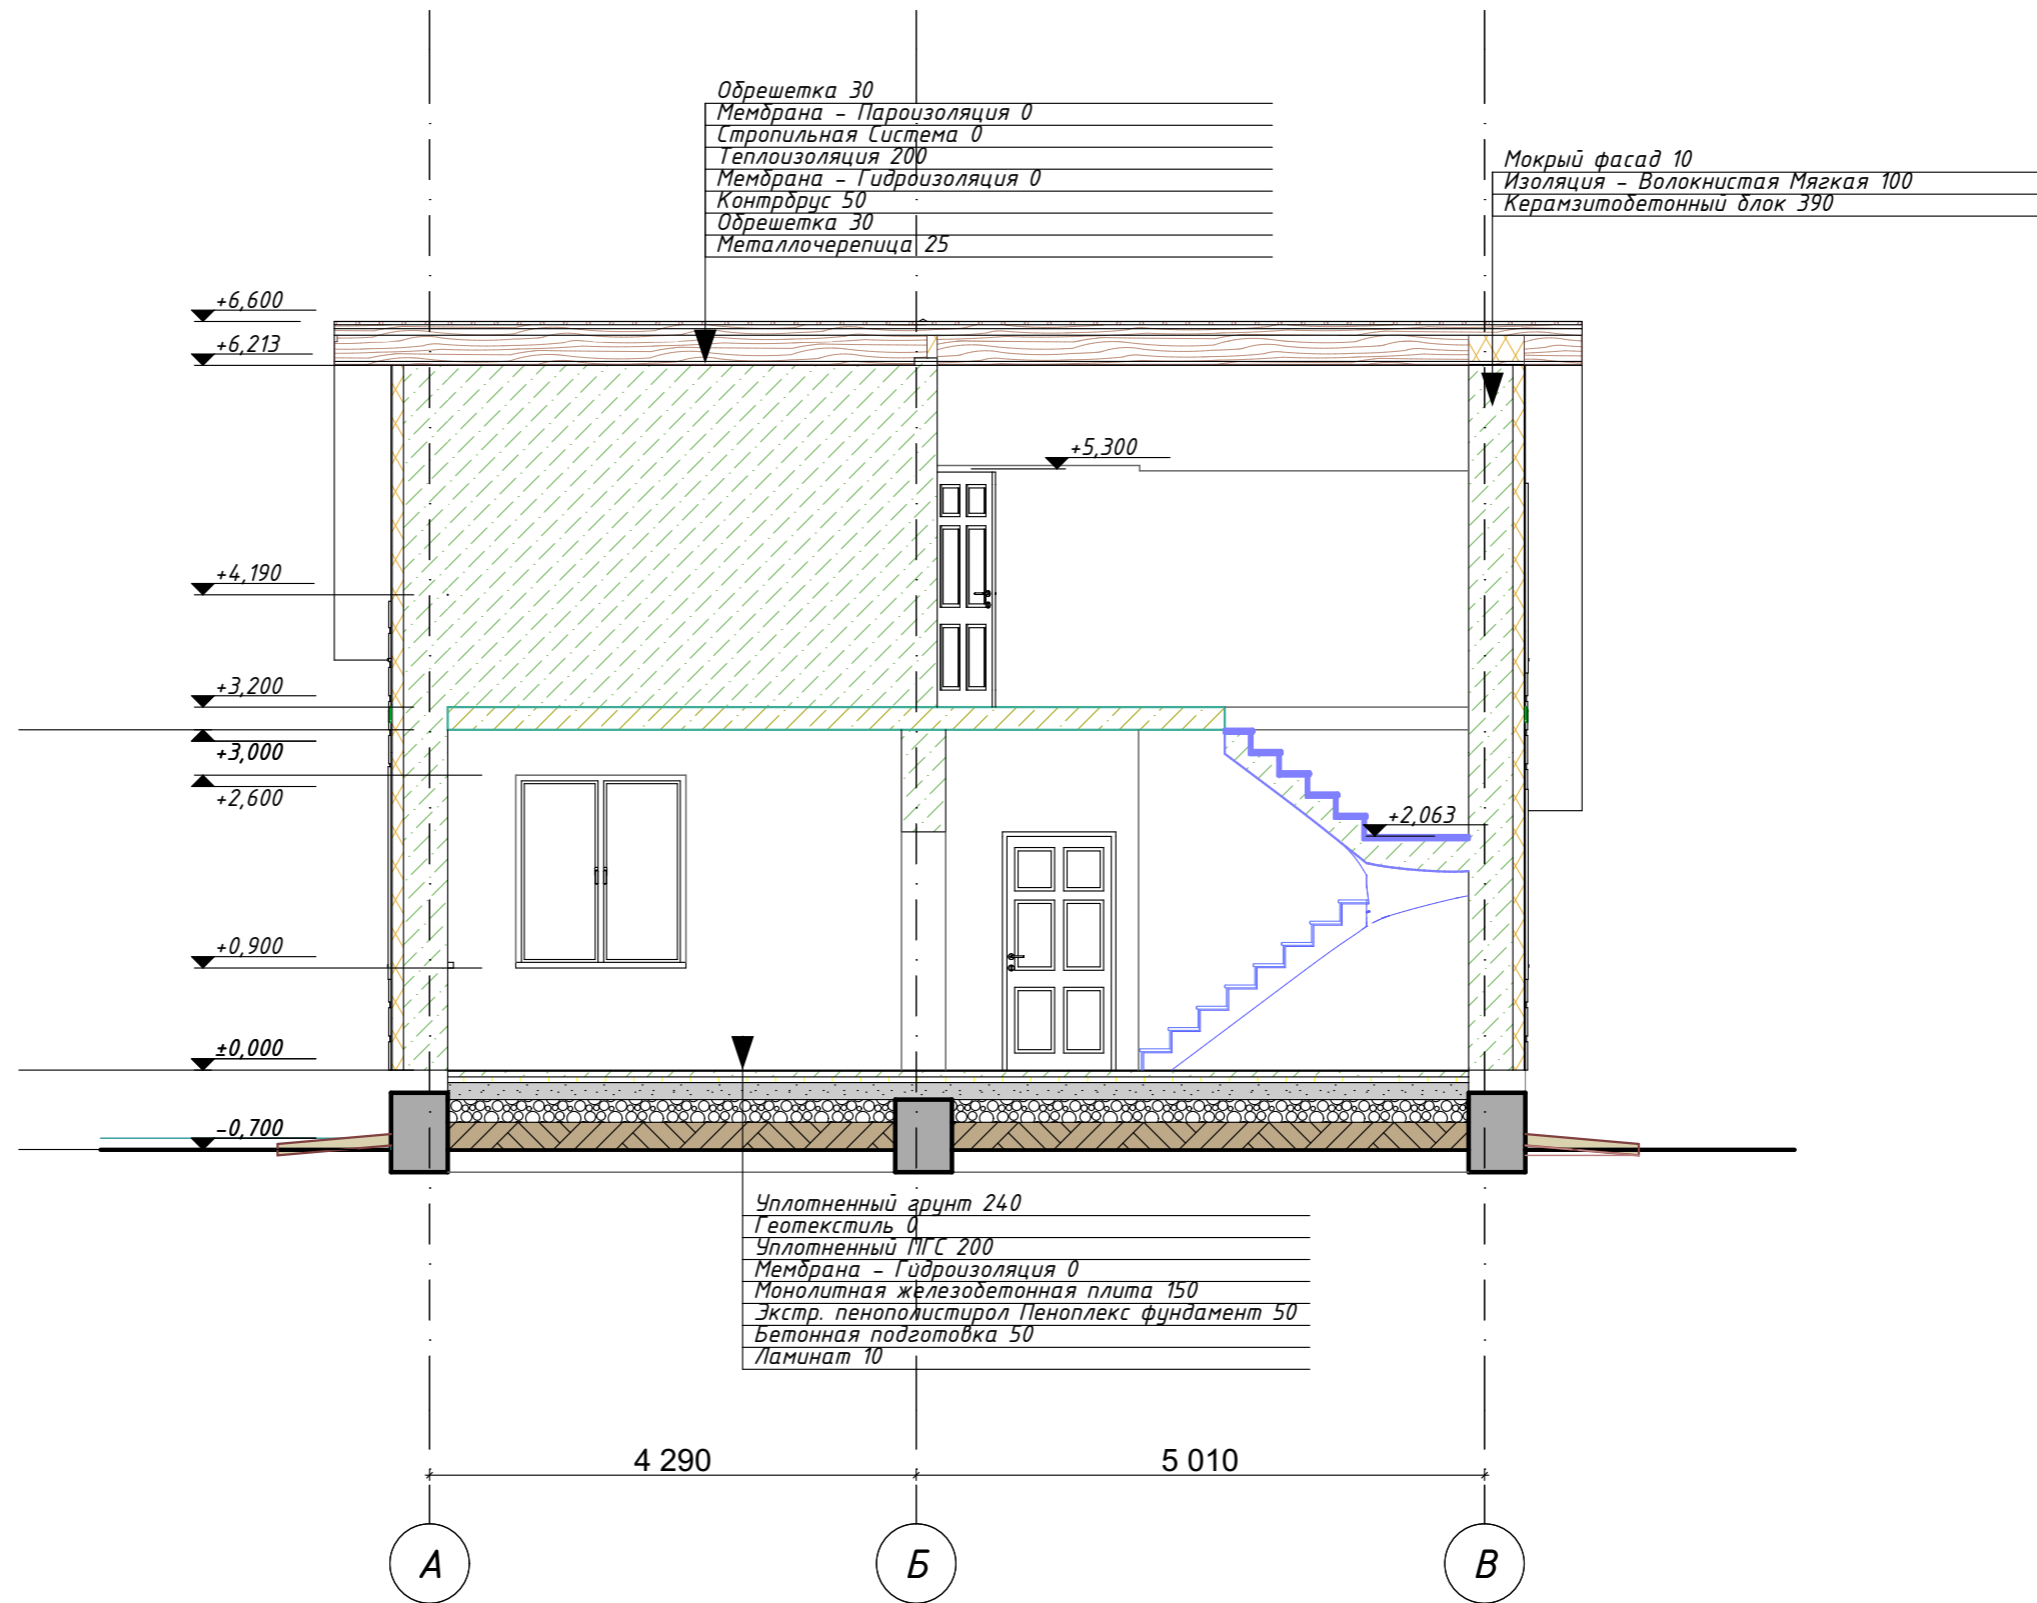 Обрешетка 30
Мембрана - Пароизоляция 0
Стропильная Система 0
Теплоизоляция 200
Мембрана - Гидроизоляция 0
Контрбрус 50
Обрешетка 30
Металлочерепица 25
Мокрый фасад 10
Изоляция - Волокнистая Мягкая 100
Керамзитобетонный блок 390
+6,600
+6,213
+5,300
+4,190
+3,200
+3,000
+2,600
+2,063
+0,900
±0,000
-0,700
Уплотненный грунт 240
Геотекстиль 0
Уплотненный ПГС 200
Мембрана - Гидроизоляция 0
Монолитная железобетонная плита 150
Экстр. пенополистирол Пеноплекс фундамент 50
Бетонная подготовка 50
Ламинат 10
4 290
5 010
А
Б
В